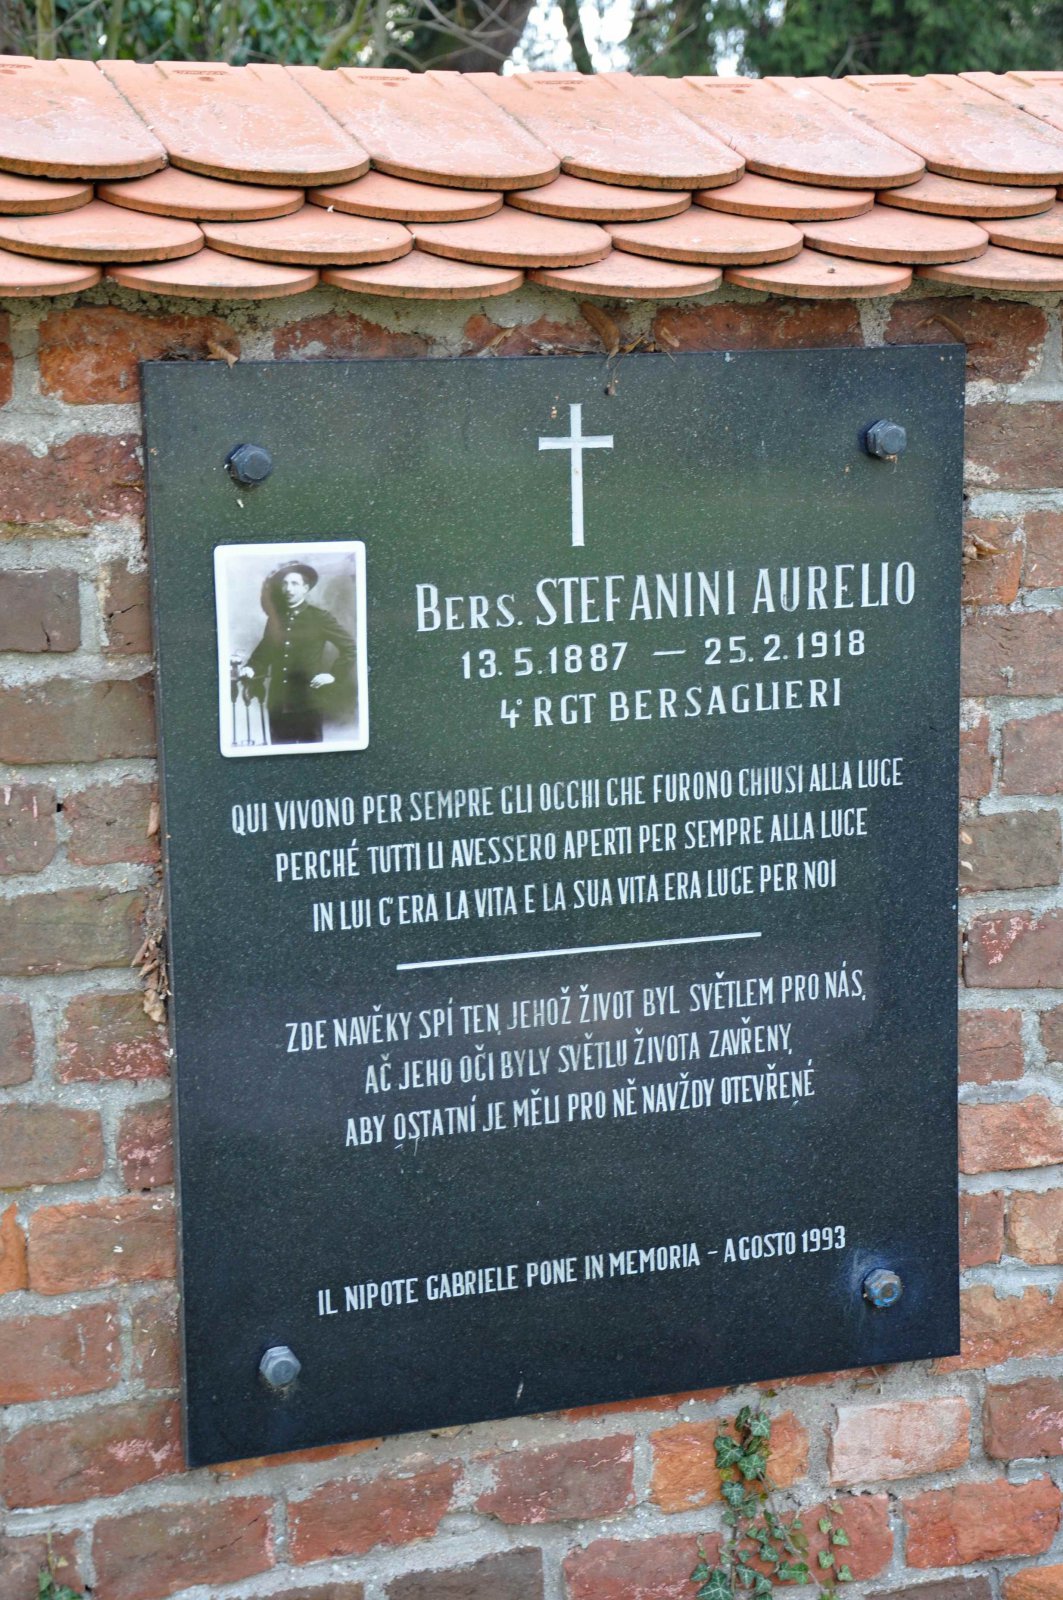 BERS. STEFANINI AURELIO
13.5.1887 — 25.2.1918
4° RGT BERSAGLIERI
QUI VIVONO PER SEMPRE GLI OCCHI CHE FURONO CHIUSI ALLA LUCE
PERCHÉ TUTTI LI AVESSERO APERTI PER SEMPRE ALLA LUCE
IN LUI C'ERA LA VITA E LA SUA VITA ERA LUCE PER NOI
ZDE NAVĚKY SPÍ TEN, JEHOŽ ŽIVOT BYL SVĚTLEM PRO NÁS,
AČ JEHO OČI BYLY SVĚTLU ŽIVOTA ZAVŘENY,
ABY OSTATNÍ JE MĚLI PRO NĚ NAVŽDY OTEVŘENÉ
IL NIPOTE GABRIELE PONE IN MEMORIA – AGOSTO 1993